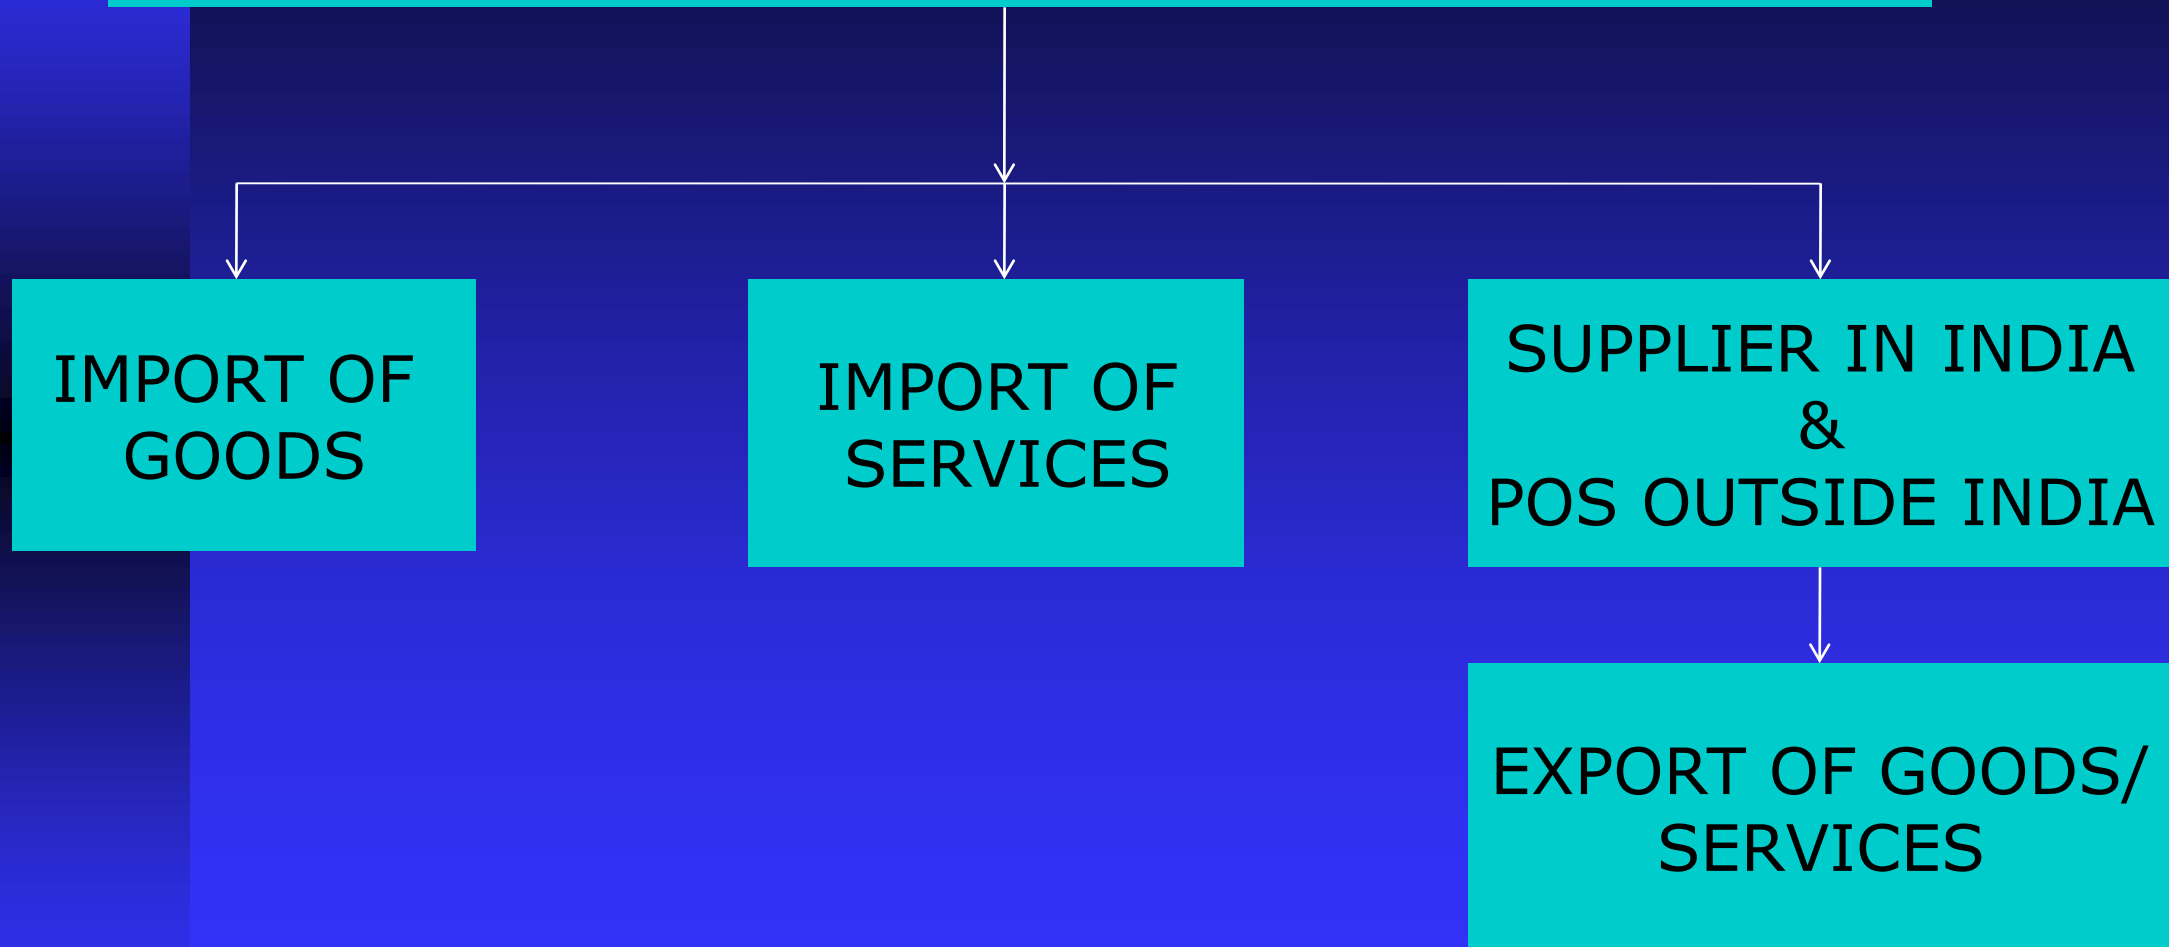 IMPORT OF
GOODS
IMPORT OF
SERVICES
SUPPLIER IN INDIA
&
POS OUTSIDE INDIA
EXPORT OF GOODS/
SERVICES